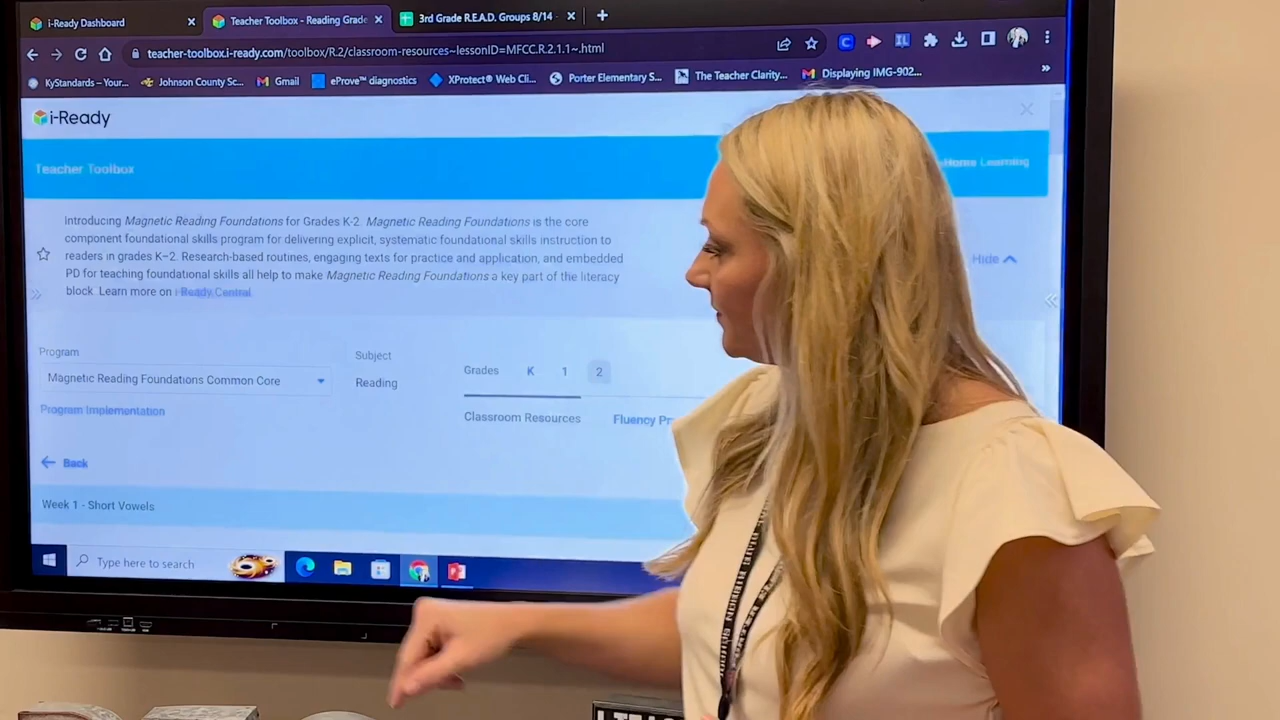 i-Ready Dashboard
Teacher Toolbox - Reading Grade
3rd Grade R.E.A.D. Groups 8/14 -
teacher-toolbox.i-ready.com/toolbox/R.2/classroom-resources~lessonID=MFCC.R.2.1.1~.html
KyStandards – Your...
Johnson County Sc...
Gmail
eProve™ diagnostics
XProtect® Web Cli...
Porter Elementary S...
The Teacher Clarity...
Displaying IMG-902...
i-Ready
Teacher Toolbox
Home Learning
Introducing Magnetic Reading Foundations for Grades K-2. Magnetic Reading Foundations is the core
component foundational skills program for delivering explicit, systematic foundational skills instruction to
readers in grades K–2. Research-based routines, engaging texts for practice and application, and embedded
PD for teaching foundational skills all help to make Magnetic Reading Foundations a key part of the literacy
block. Learn more on i-Ready Central.
Hide
Program
Subject
Grades K 1 2
Magnetic Reading Foundations Common Core
Reading
Program Implementation
Classroom Resources
Fluency Pr
Back
Week 1 - Short Vowels
Type here to search
I TEAC